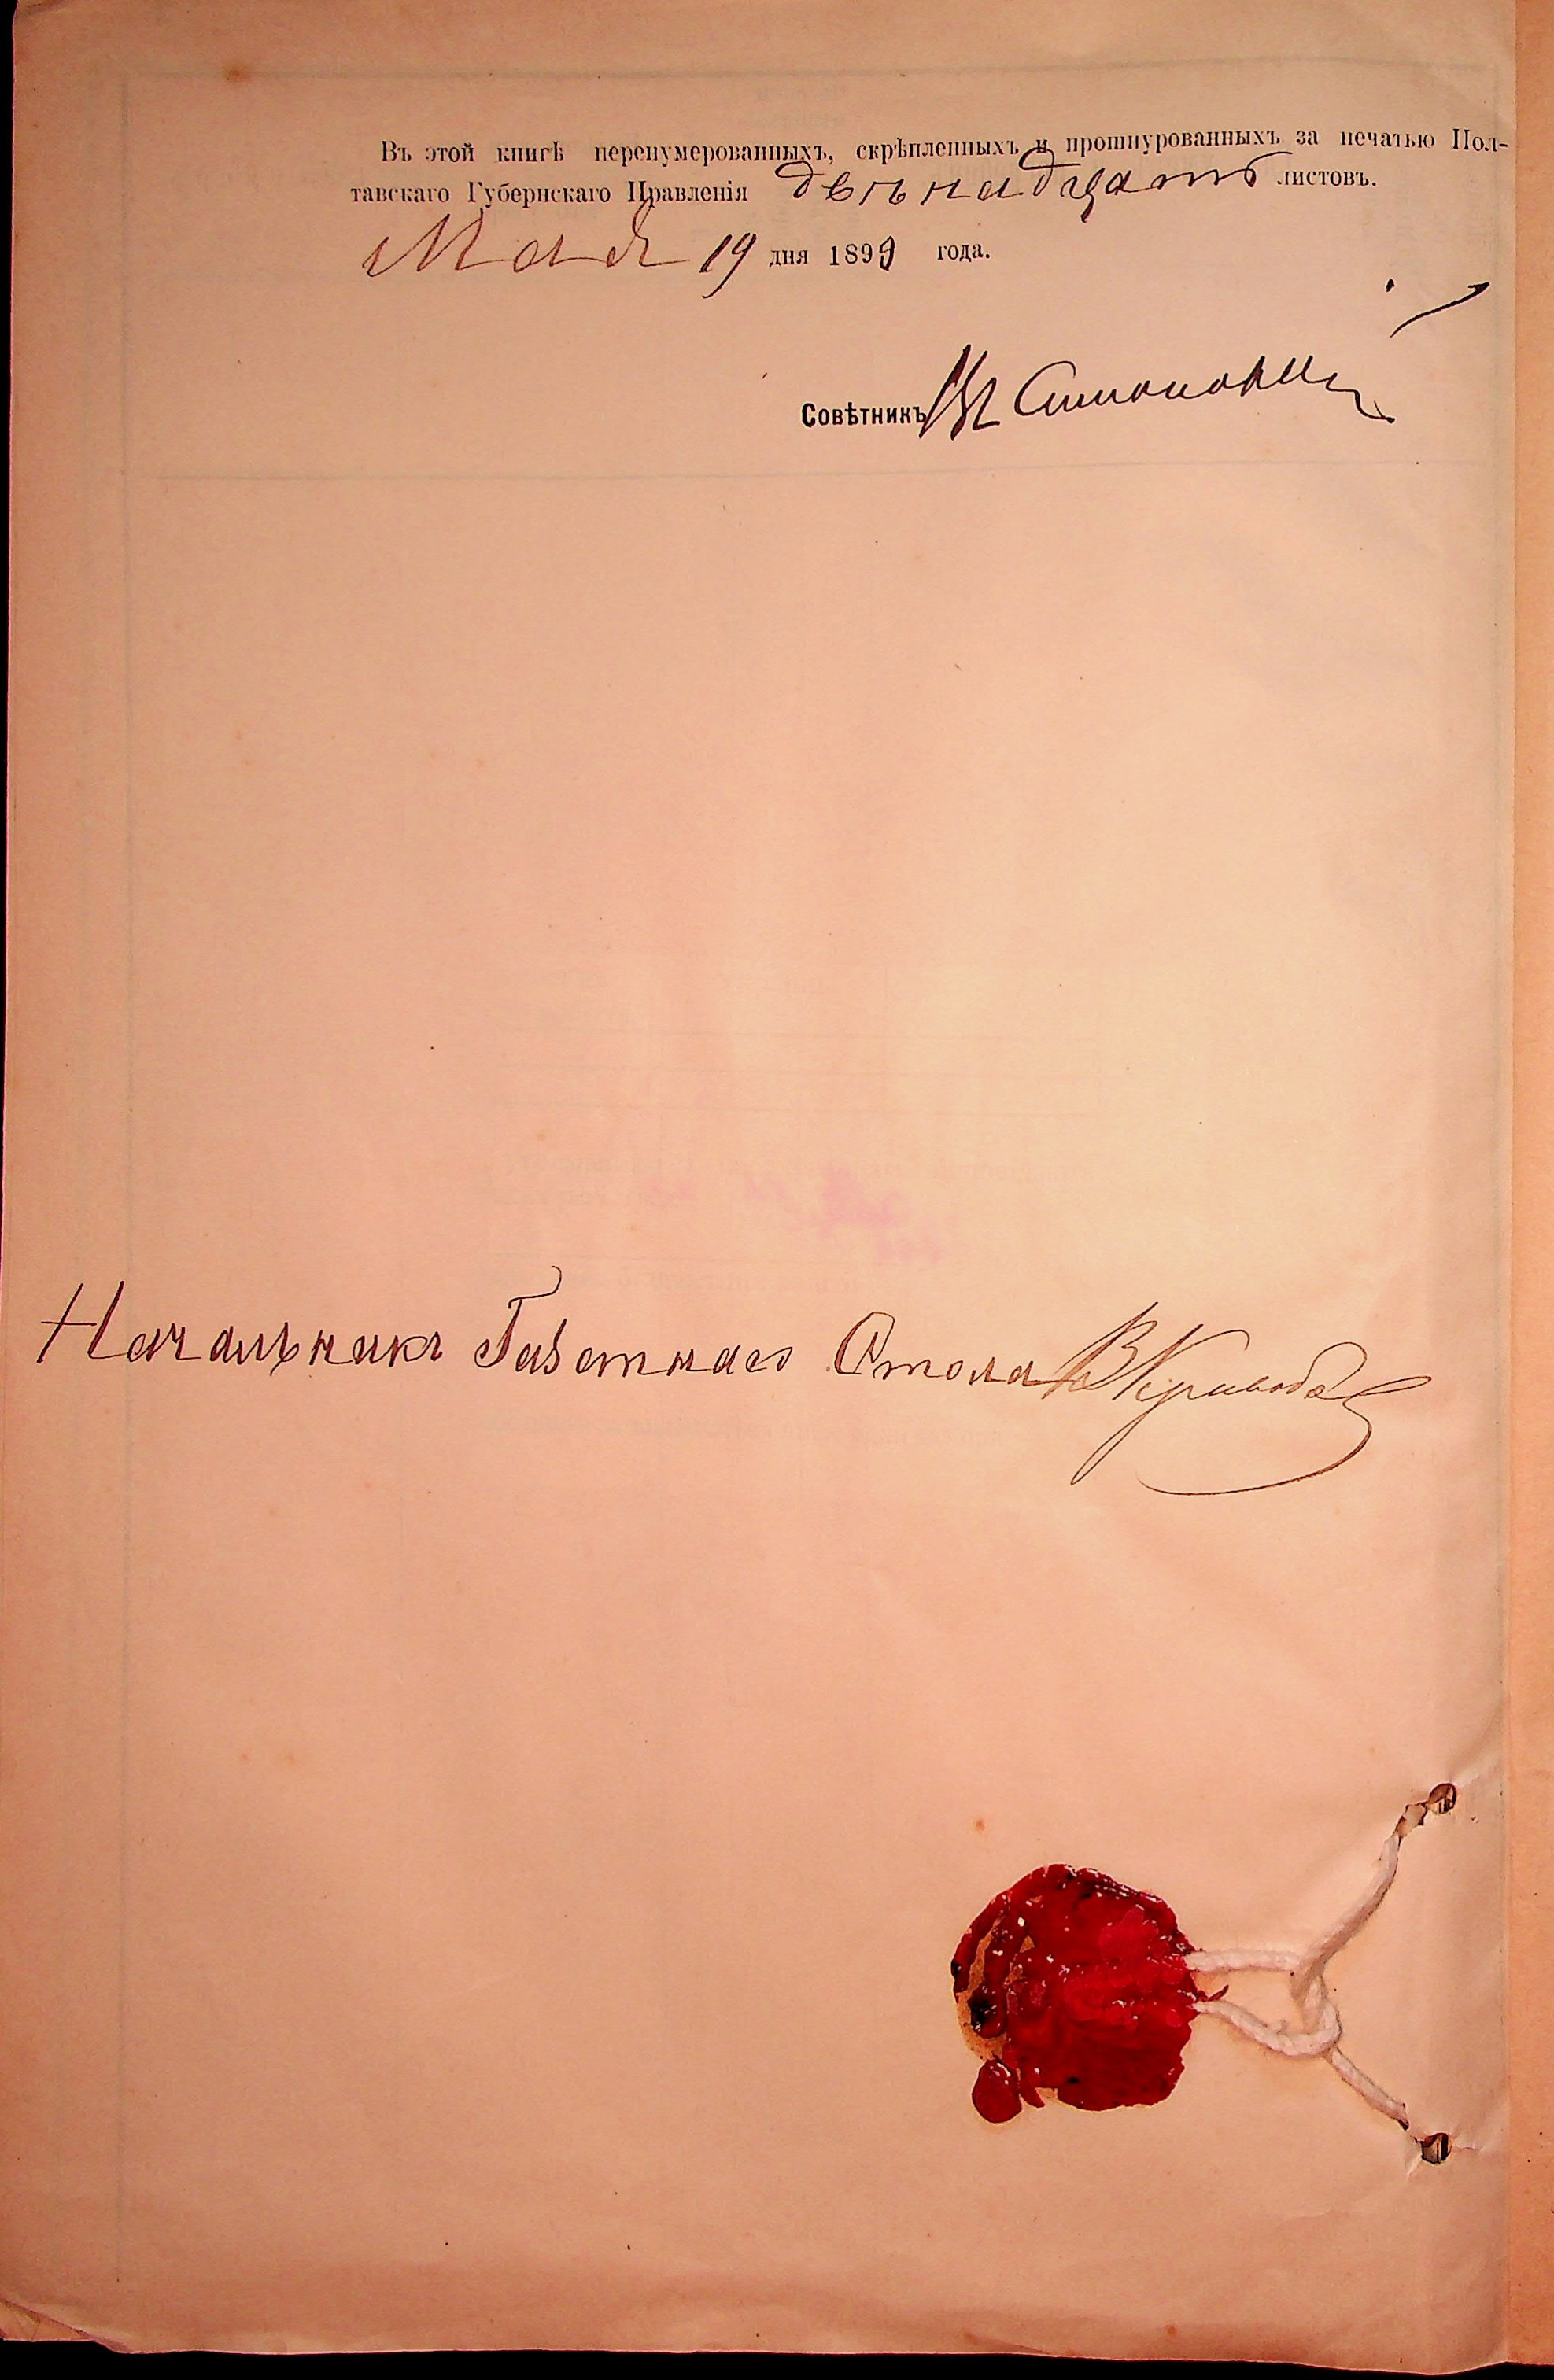 Въ этой книгѣ перенумерованныхъ, скрѣпленныхъ и прошнурованныхъ за печатью Пол-
тавскаго Губернскаго Правленія двѣнадцать листовъ.
Мая 19 дня 1899 года.
Совѣтникъ
Начальникъ Газетнаго Стола